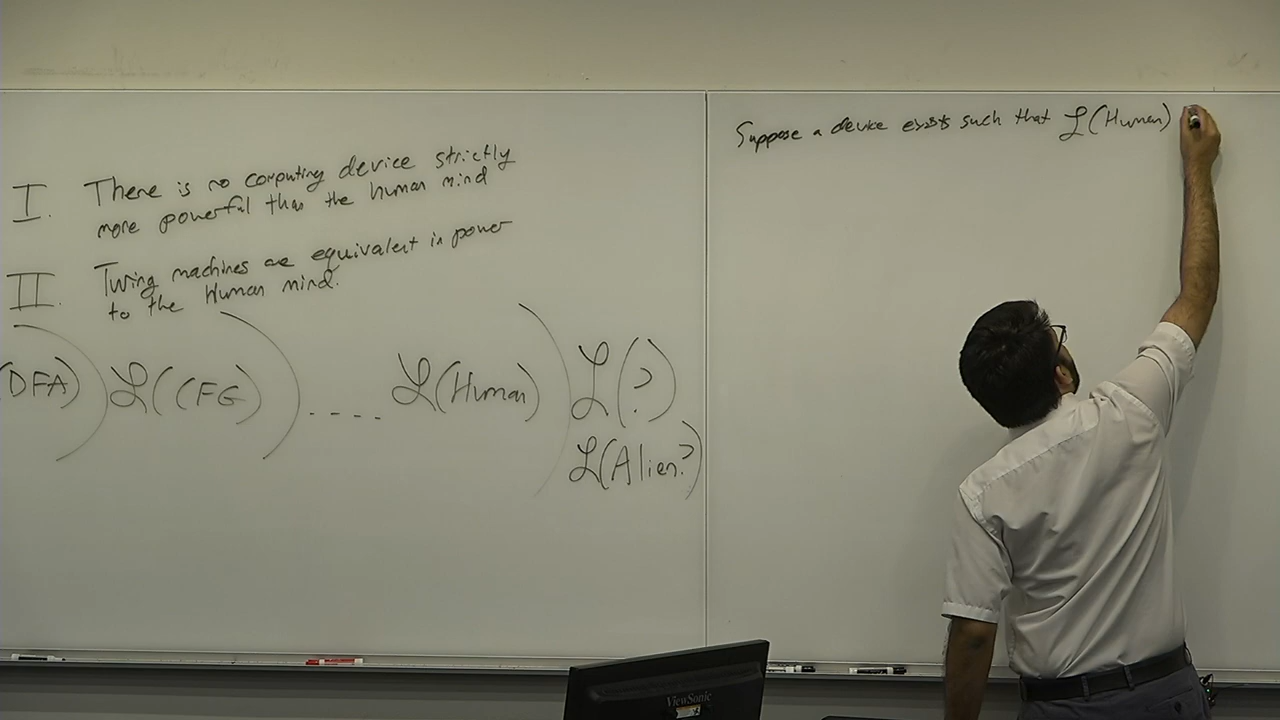 I. There is no computing device strictly
more powerful than the human mind
II. Turing machines are equivalent in power
to the Human mind.
(DFA) ℒ(CFG) .... ℒ(Human) ℒ(?)
ℒ(Alien?)
Suppose a device exists such that ℒ(Human)
ViewSonic